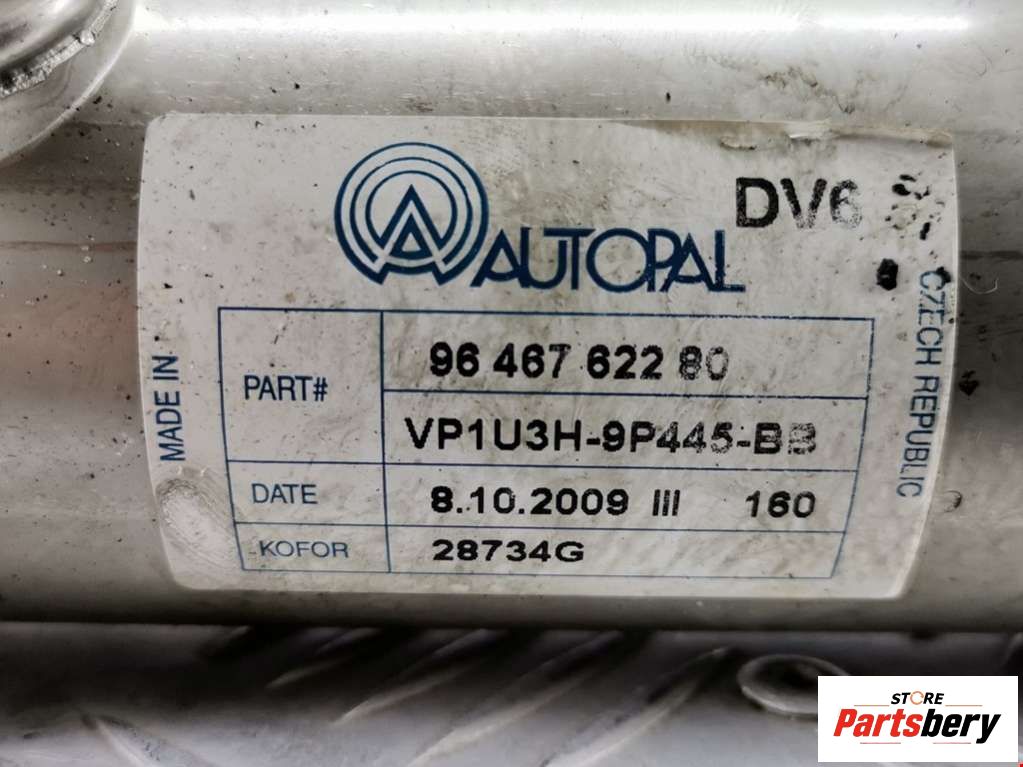 DV6
AUTOPAL
MADE IN
CZECH REPUBLIC
PART# 96 467 622 80
VP1U3H-9P445-BB
DATE 8.10.2009 III 160
KOFOR 28734G
STORE
Partsbery